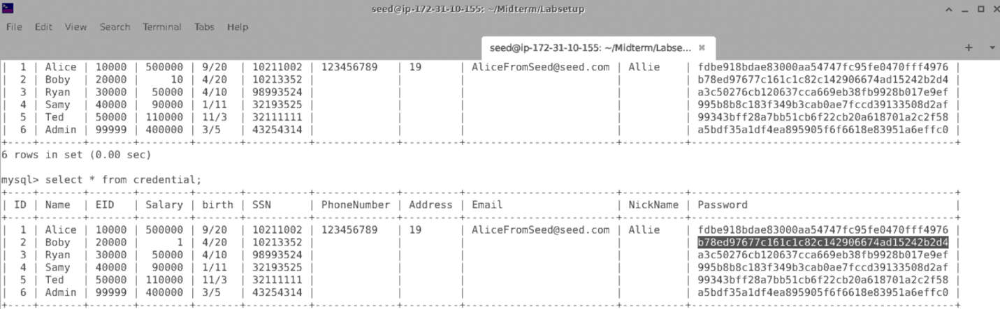 seed@ip-172-31-10-155: ~/Midterm/Labsetup
File Edit View Search Terminal Tabs Help
seed@ip-172-31-10-155: ~/Midterm/Labse...
| 1 | Alice | 10000 | 500000 | 9/20 | 10211002 | 123456789 | 19 | AliceFromSeed@seed.com | Allie | fdbe918bdae83000aa54747fc95fe0470fff4976 |
| 2 | Boby | 20000 | 10 | 4/20 | 10213352 | | | | | b78ed97677c161c1c82c142906674ad15242b2d4 |
| 3 | Ryan | 30000 | 50000 | 4/10 | 98993524 | | | | | a3c50276cb120637cca669eb38fb9928b017e9ef |
| 4 | Samy | 40000 | 90000 | 1/11 | 32193525 | | | | | 995b8b8c183f349b3cab0ae7fccd39133508d2af |
| 5 | Ted | 50000 | 110000 | 11/3 | 32111111 | | | | | 99343bff28a7bb51cb6f22cb20a618701a2c2f58 |
| 6 | Admin | 99999 | 400000 | 3/5 | 43254314 | | | | | a5bdf35a1df4ea895905f6f6618e83951a6effc0 |
6 rows in set (0.00 sec)
mysql> select * from credential;
| ID | Name | EID | Salary | birth | SSN | PhoneNumber | Address | Email | NickName | Password |
| 1 | Alice | 10000 | 500000 | 9/20 | 10211002 | 123456789 | 19 | AliceFromSeed@seed.com | Allie | fdbe918bdae83000aa54747fc95fe0470fff4976 |
| 2 | Boby | 20000 | 1 | 4/20 | 10213352 | | | | | b78ed97677c161c1c82c142906674ad15242b2d4 |
| 3 | Ryan | 30000 | 50000 | 4/10 | 98993524 | | | | | a3c50276cb120637cca669eb38fb9928b017e9ef |
| 4 | Samy | 40000 | 90000 | 1/11 | 32193525 | | | | | 995b8b8c183f349b3cab0ae7fccd39133508d2af |
| 5 | Ted | 50000 | 110000 | 11/3 | 32111111 | | | | | 99343bff28a7bb51cb6f22cb20a618701a2c2f58 |
| 6 | Admin | 99999 | 400000 | 3/5 | 43254314 | | | | | a5bdf35a1df4ea895905f6f6618e83951a6effc0 |